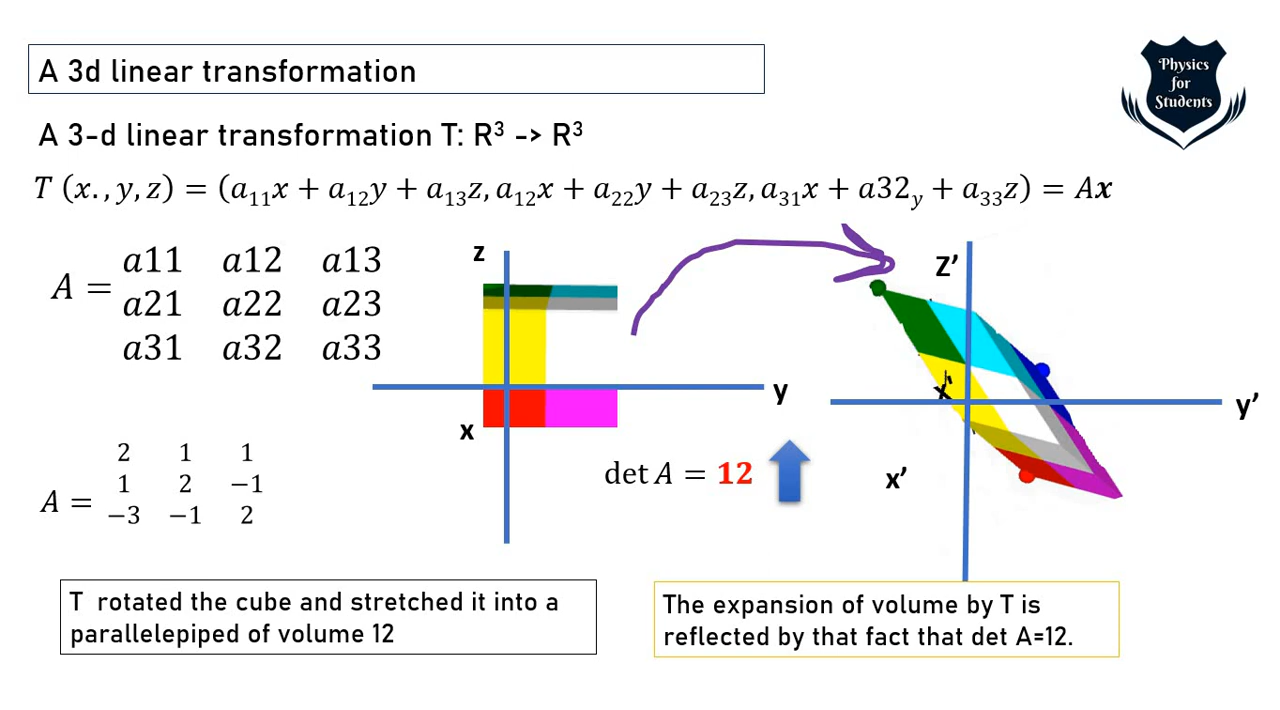 A 3d linear transformation
Physics
for
Students
A 3-d linear transformation T: R³ -> R³
T (x., y, z) = (a₁₁x + a₁₂y + a₁₃z, a₁₂x + a₂₂y + a₂₃z, a₃₁x + a32ᵧ + a₃₃z) = Ax
a11 a12 a13
A = a21 a22 a23
a31 a32 a33
z
y
x
Z’
x'
y’
x’
2 1 1
A = 1 2 −1
−3 −1 2
det A = 12
T rotated the cube and stretched it into a
parallelepiped of volume 12
The expansion of volume by T is
reflected by that fact that det A=12.